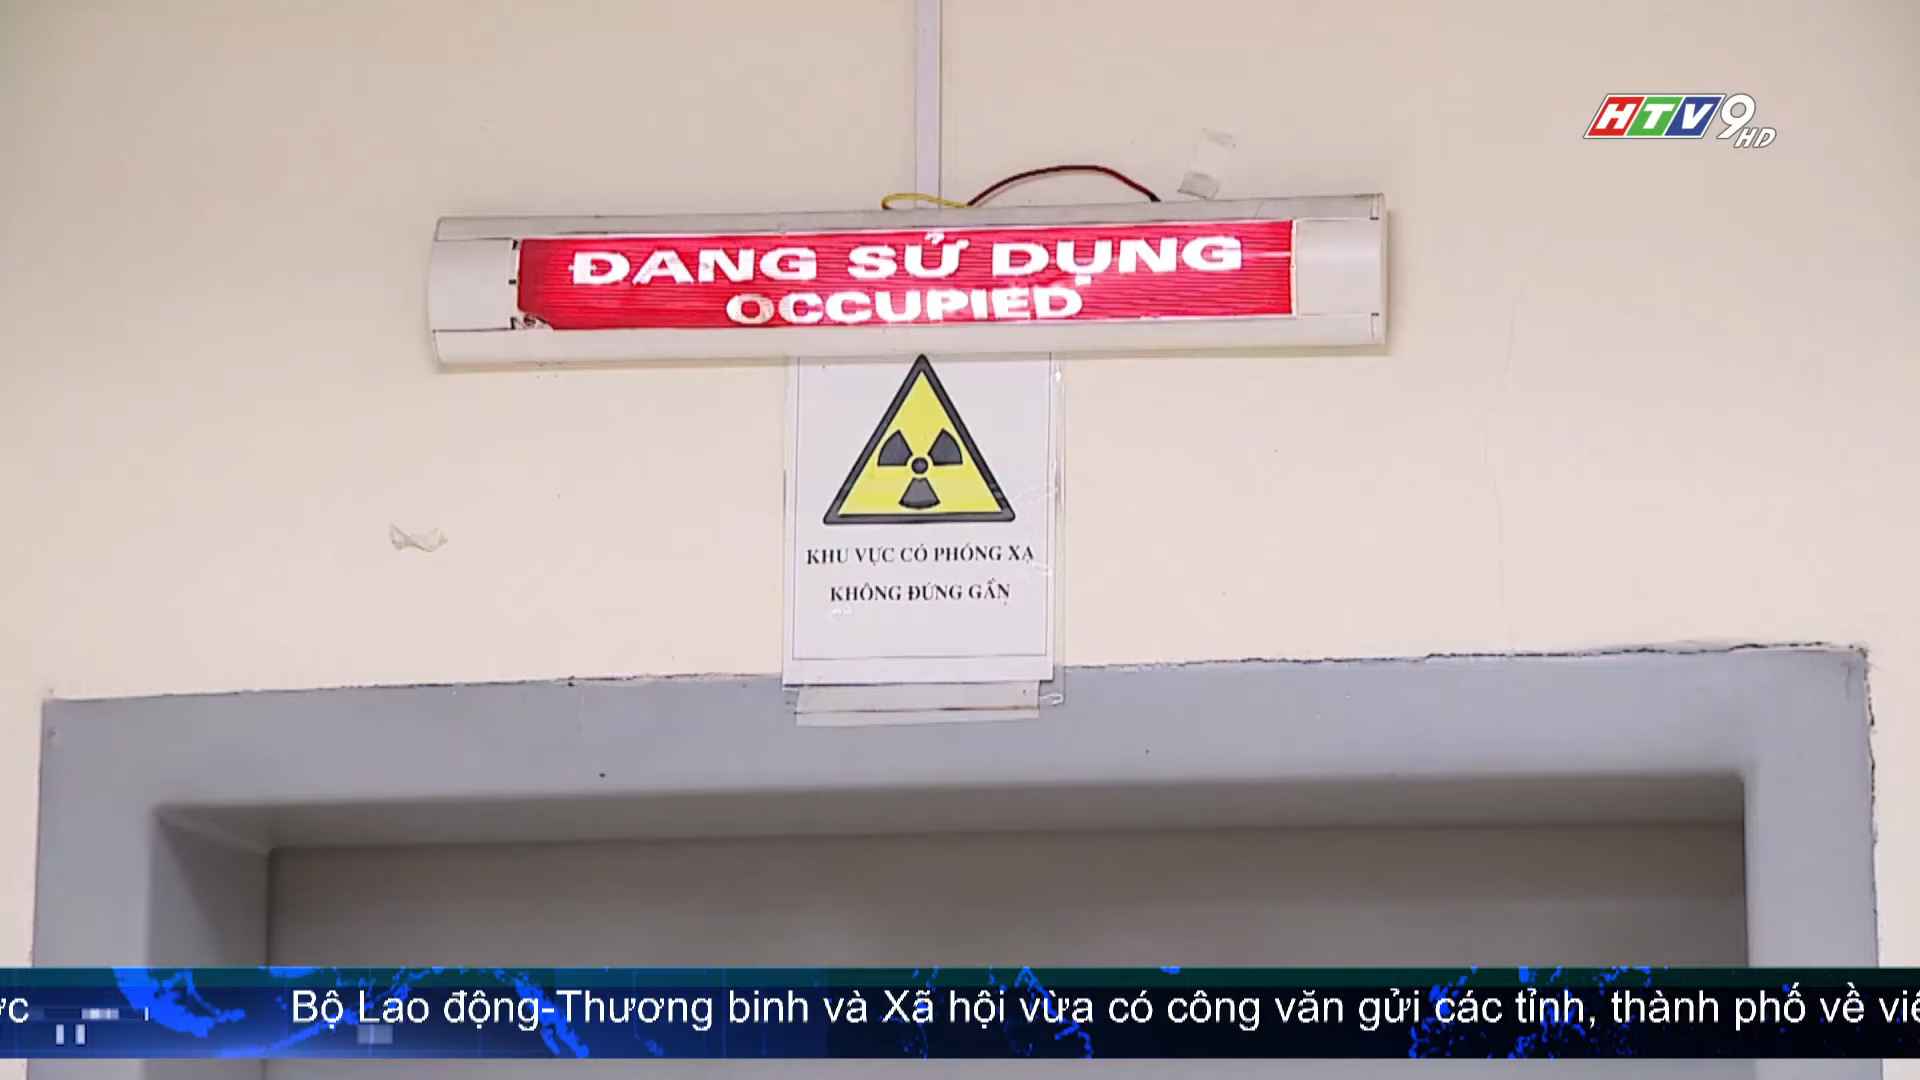 HTV9 HD
ĐANG SỬ DỤNG
OCCUPIED
KHU VỰC CÓ PHÓNG XẠ
KHÔNG ĐỨNG GẦN
Bộ Lao động-Thương binh và Xã hội vừa có công văn gửi các tỉnh, thành phố về